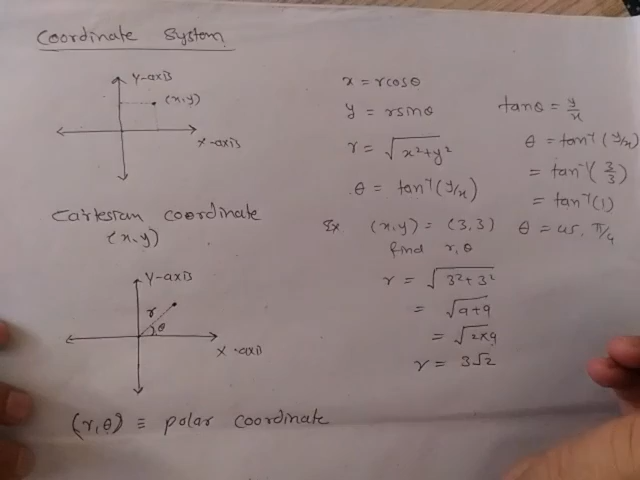 Coordinate System
Y-axis
(x,y)
X-axis
Cartesian coordinate
(x,y)
Y-axis
r
θ
X-axis
(r,θ) ≡ polar coordinate
x = rcosθ
y = rsinθ
r = √x²+y²
θ = tan⁻¹(y/x)
Ex (x,y) = (3,3)
find r,θ
r = √3²+3²
= √9+9
= √2×9
r = 3√2
tanθ = y/x
θ = tan⁻¹(y/x)
= tan⁻¹(3/3)
= tan⁻¹(1)
θ = 45, π/4